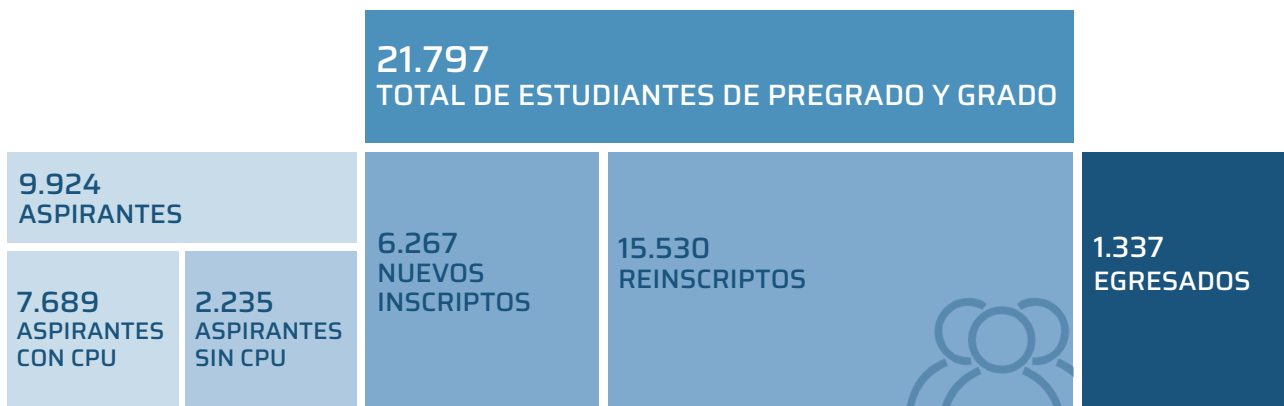 21.797
TOTAL DE ESTUDIANTES DE PREGRADO Y GRADO
9.924
ASPIRANTES
7.689
ASPIRANTES
CON CPU
2.235
ASPIRANTES
SIN CPU
6.267
NUEVOS
INSCRIPTOS
15.530
REINSCRIPTOS
1.337
EGRESADOS